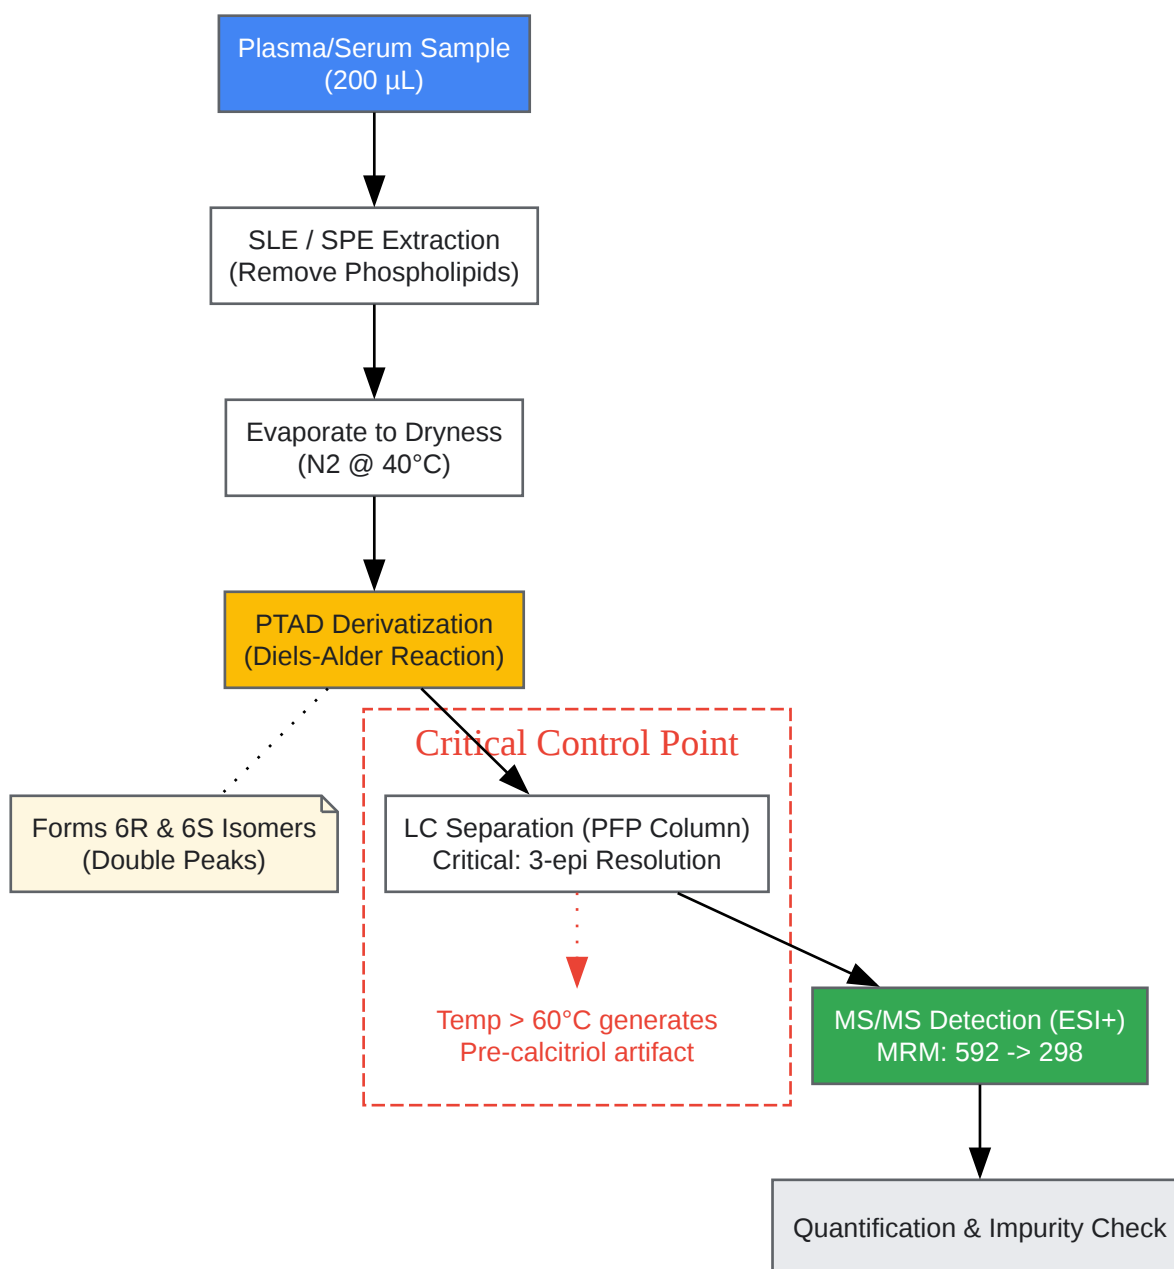 Plasma/Serum Sample
(200 µL)
SLE / SPE Extraction
(Remove Phospholipids)
Evaporate to Dryness
(N2 @ 40°C)
PTAD Derivatization
(Diels-Alder Reaction)
Critical Control Point
Forms 6R & 6S Isomers
(Double Peaks)
LC Separation (PFP Column)
Critical: 3-epi Resolution
Temp > 60°C generates
Pre-calcitriol artifact
MS/MS Detection (ESI+)
MRM: 592 -> 298
Quantification & Impurity Check